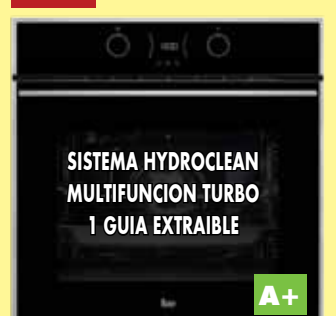 SISTEMA HYDROCLEAN
MULTIFUNCION TURBO
1 GUIA EXTRAIBLE
A+